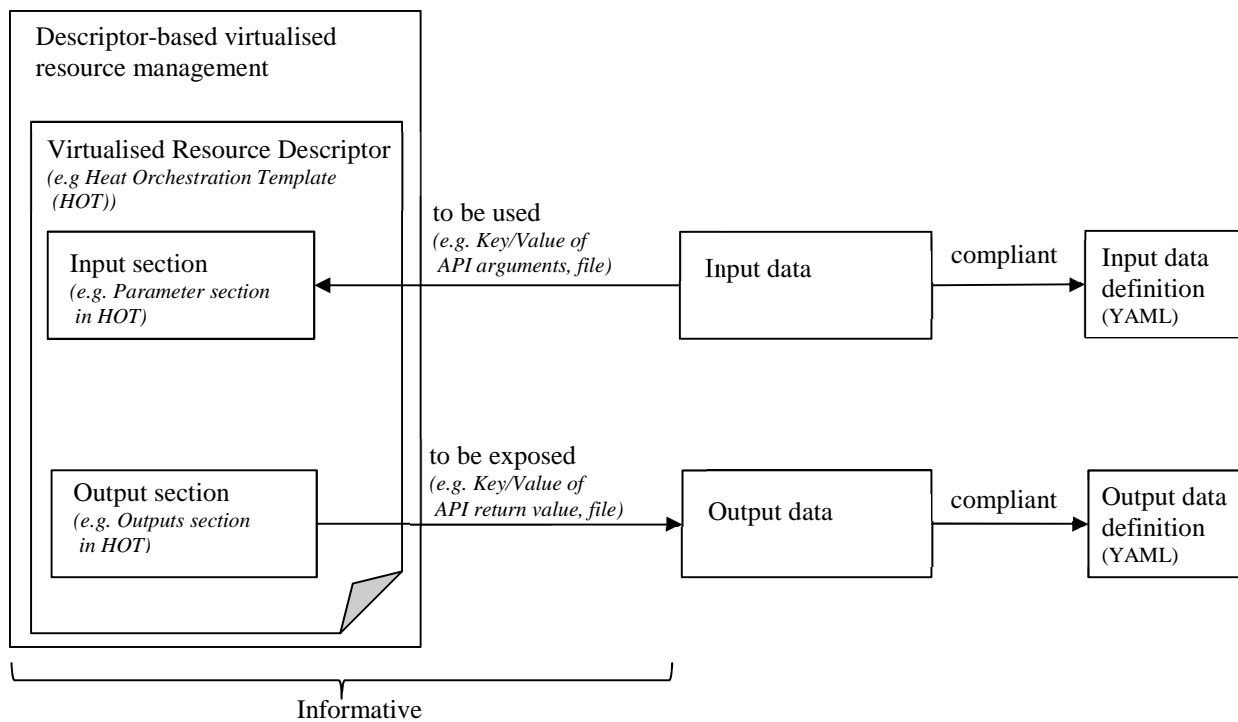 Descriptor-based virtualised
resource management
Virtualised Resource Descriptor
(e.g Heat Orchestration Template
(HOT))
to be used
(e.g. Key/Value of
API arguments, file)
Input section
(e.g. Parameter section
in HOT)
Input data
compliant
Input data
definition
(YAML)
to be exposed
(e.g. Key/Value of
API return value, file)
Output section
(e.g. Outputs section
in HOT)
Output data
compliant
Output data
definition
(YAML)
Informative